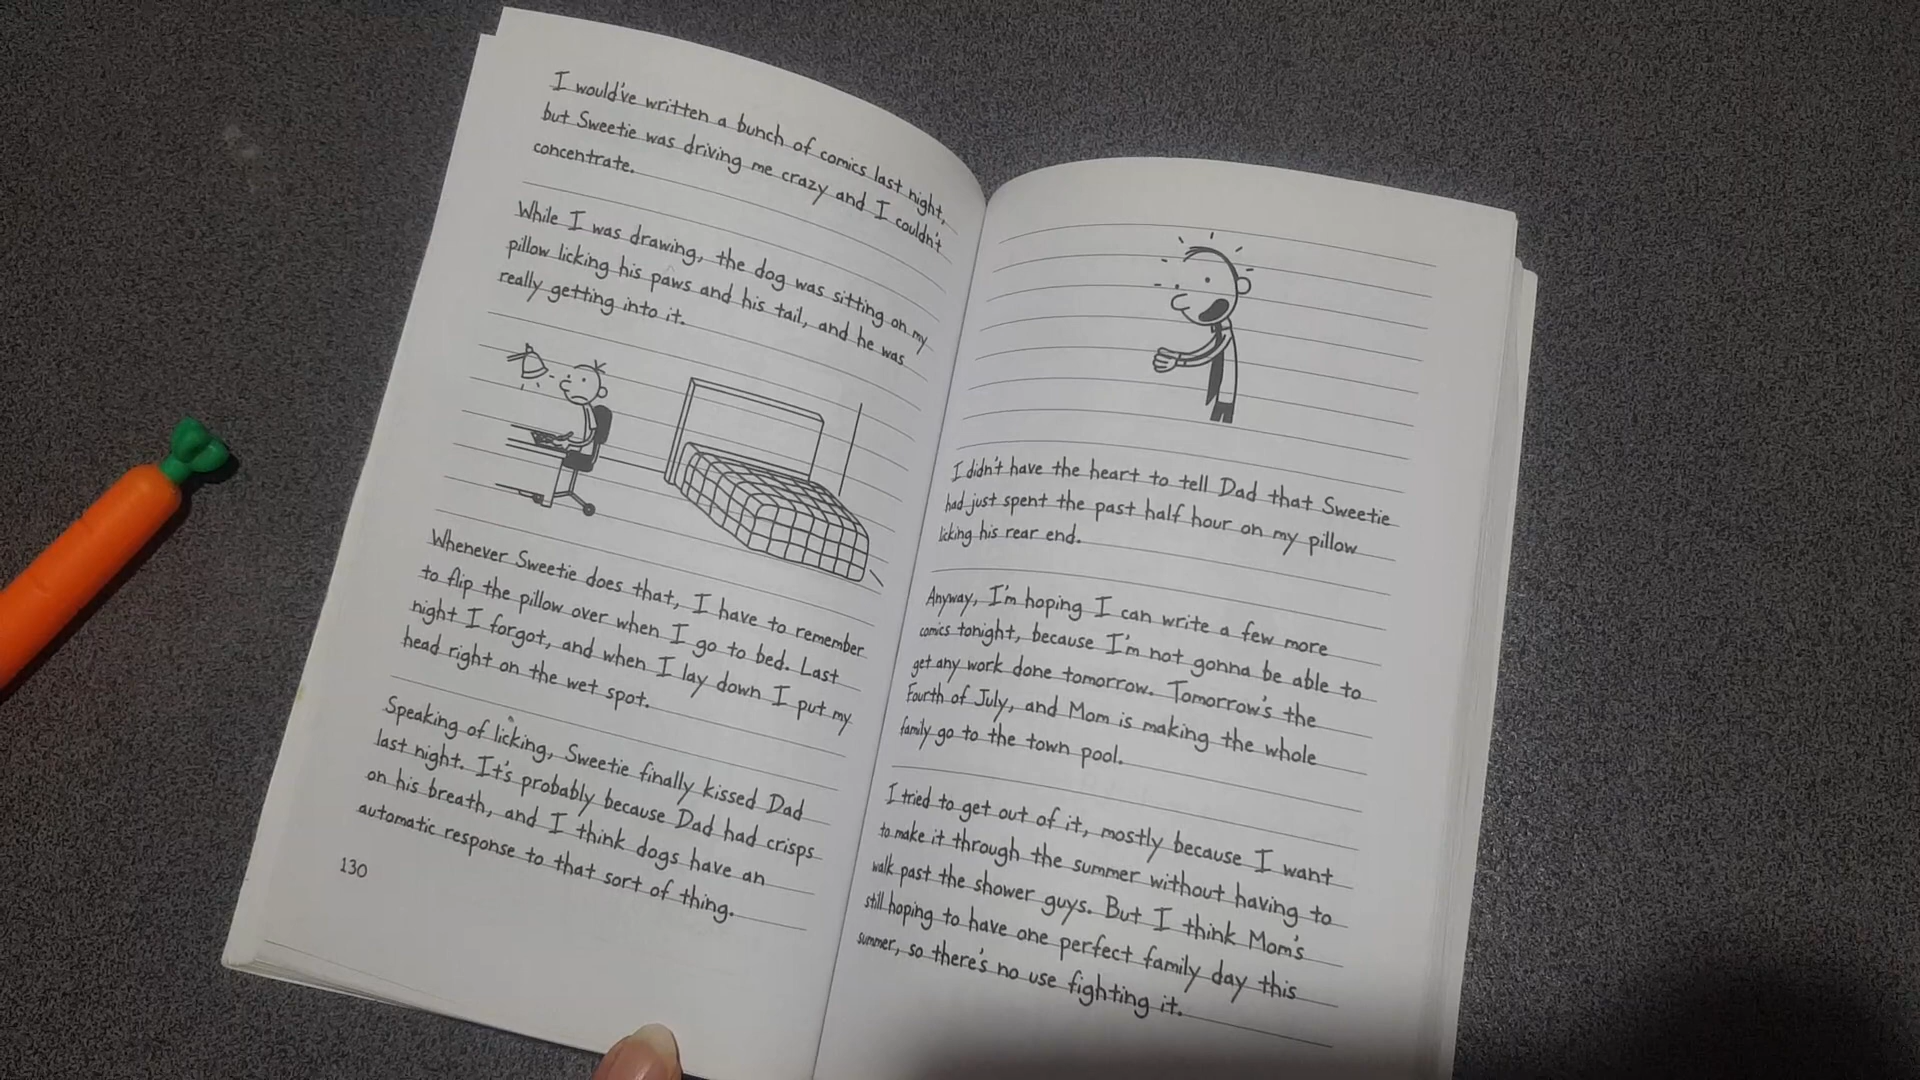 I would've written a bunch of comics last night,
but Sweetie was driving me crazy and I couldn't
concentrate.
While I was drawing, the dog was sitting on my
pillow licking his paws and his tail, and he was
really getting into it.
Whenever Sweetie does that, I have to remember
to flip the pillow over when I go to bed. Last
night I forgot, and when I lay down I put my
head right on the wet spot.
Speaking of licking, Sweetie finally kissed Dad
last night. It's probably because Dad had crisps
on his breath, and I think dogs have an
automatic response to that sort of thing.
130
I didn't have the heart to tell Dad that Sweetie
had just spent the past half hour on my pillow
licking his rear end.
Anyway, I'm hoping I can write a few more
comics tonight, because I'm not gonna be able to
get any work done tomorrow. Tomorrow's the
Fourth of July, and Mom is making the whole
family go to the town pool.
I tried to get out of it, mostly because I want
to make it through the summer without having to
walk past the shower guys. But I think Mom's
still hoping to have one perfect family day this
summer, so there's no use fighting it.